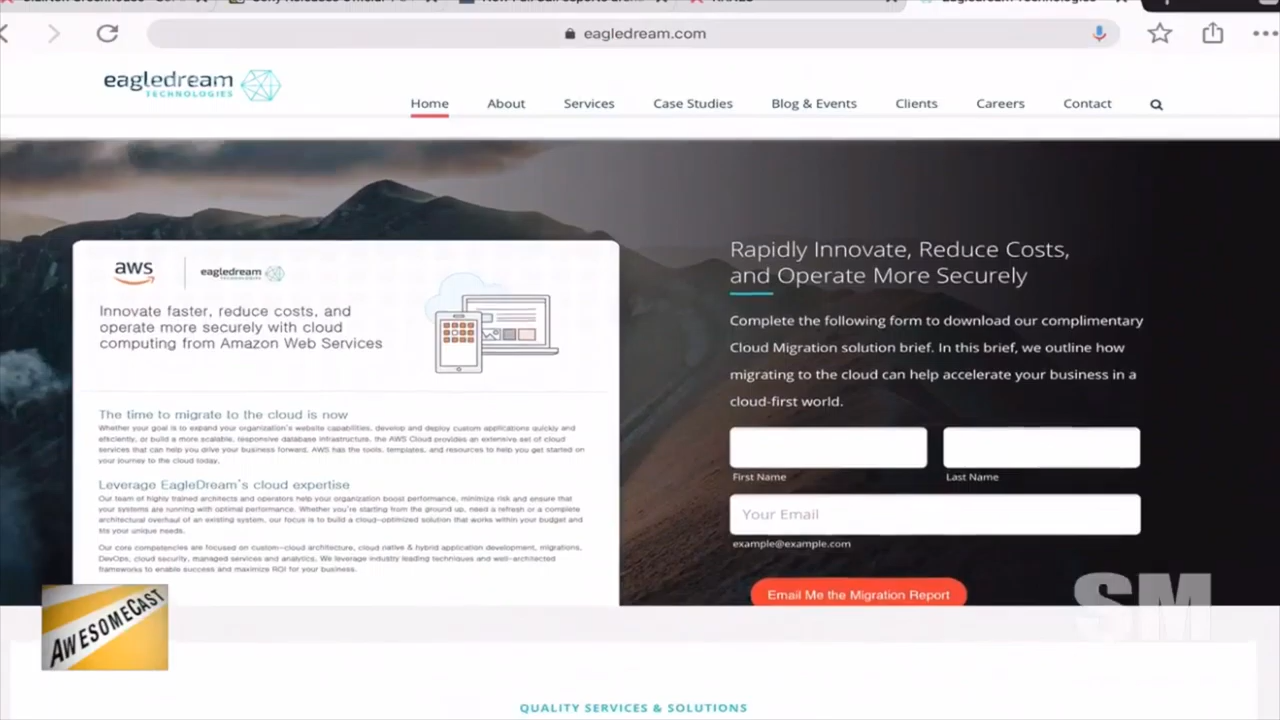 Sony Releases Official
eagledream.com
eagledream
TECHNOLOGIES
Home About Services Case Studies Blog & Events Clients Careers Contact
aws
eagledream
TECHNOLOGIES
Innovate faster, reduce costs, and
operate more securely with cloud
computing from Amazon Web Services
The time to migrate to the cloud is now
Whether your goal is to expand your organization's website capabilities, develop and deploy custom applications quickly and
efficiently, or build a more scalable, responsive database infrastructure, the AWS Cloud provides an extensive set of cloud
services that can help you drive your business forward. AWS has the tools, templates, and resources to help you get started on
your journey to the cloud today.
Leverage EagleDream's cloud expertise
Our team of highly trained architects and operators help your organization boost performance, minimize risk and ensure that
your systems are running with optimal performance. Whether you're starting from the ground up, need a refresh or a complete
architectural overhaul of an existing system, our focus is to build a cloud-optimized solution that works within your budget and
fits your unique needs.
Our core competencies are focused on custom-cloud architecture, cloud native & hybrid application development, migrations,
DevOps, cloud security, managed services and analytics. We leverage industry leading techniques and well-architected
frameworks to enable success and maximize ROI for your business.
Rapidly Innovate, Reduce Costs,
and Operate More Securely
Complete the following form to download our complimentary
Cloud Migration solution brief. In this brief, we outline how
migrating to the cloud can help accelerate your business in a
cloud-first world.
First Name Last Name
Your Email
example@example.com
Email Me the Migration Report
AWESOMECAST
SM
QUALITY SERVICES & SOLUTIONS